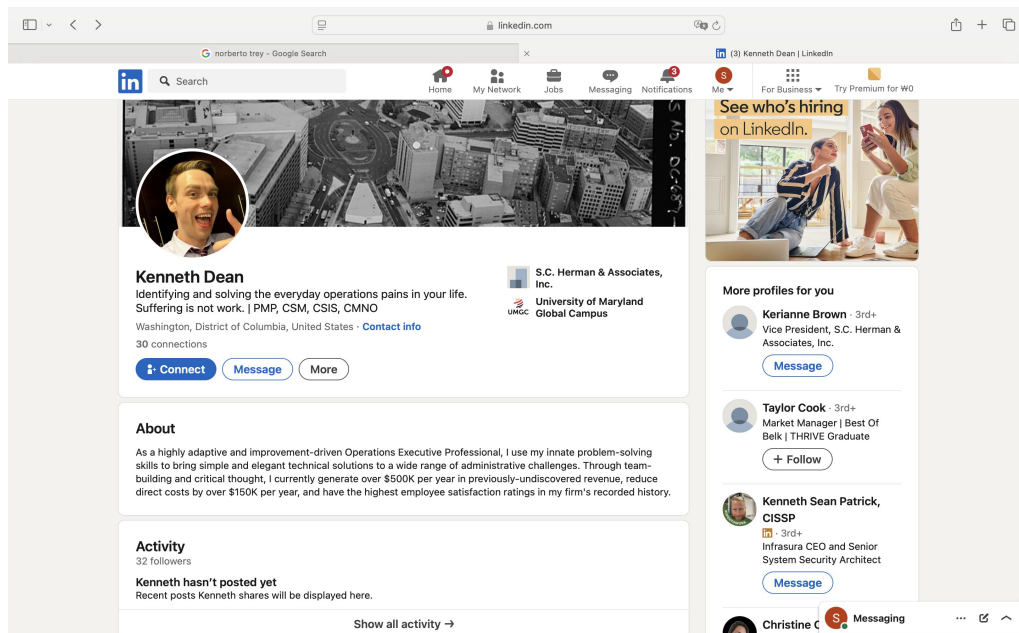 linkedin.com
norberto trey - Google Search
(3) Kenneth Dean | LinkedIn
Search
Home
My Network
Jobs
Messaging
3
Notifications
S
Me
For Business
Try Premium for ₩0
See who's hiring
on LinkedIn.
Kenneth Dean
Identifying and solving the everyday operations pains in your life.
Suffering is not work. | PMP, CSM, CSIS, CMNO
Washington, District of Columbia, United States · Contact info
30 connections
Connect
Message
More
S.C. Herman & Associates,
Inc.
UMGC
University of Maryland
Global Campus
About
As a highly adaptive and improvement-driven Operations Executive Professional, I use my innate problem-solving
skills to bring simple and elegant technical solutions to a wide range of administrative challenges. Through team-
building and critical thought, I currently generate over $500K per year in previously-undiscovered revenue, reduce
direct costs by over $150K per year, and have the highest employee satisfaction ratings in my firm's recorded history.
Activity
32 followers
Kenneth hasn't posted yet
Recent posts Kenneth shares will be displayed here.
Show all activity →
More profiles for you
Kerianne Brown · 3rd+
Vice President, S.C. Herman &
Associates, Inc.
Message
Taylor Cook · 3rd+
Market Manager | Best Of
Belk | THRIVE Graduate
+ Follow
Kenneth Sean Patrick,
CISSP
in · 3rd+
Infrasura CEO and Senior
System Security Architect
Message
Christine
S
Messaging